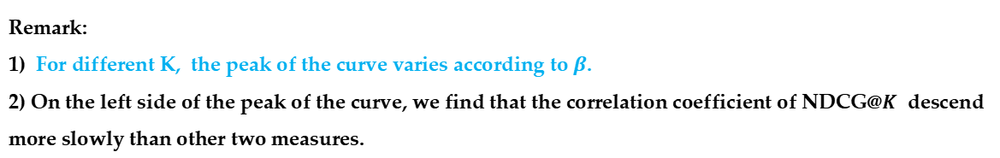 Remark:
1) For different K, the peak of the curve varies according to β.
2) On the left side of the peak of the curve, we find that the correlation coefficient of NDCG@K descend
more slowly than other two measures.